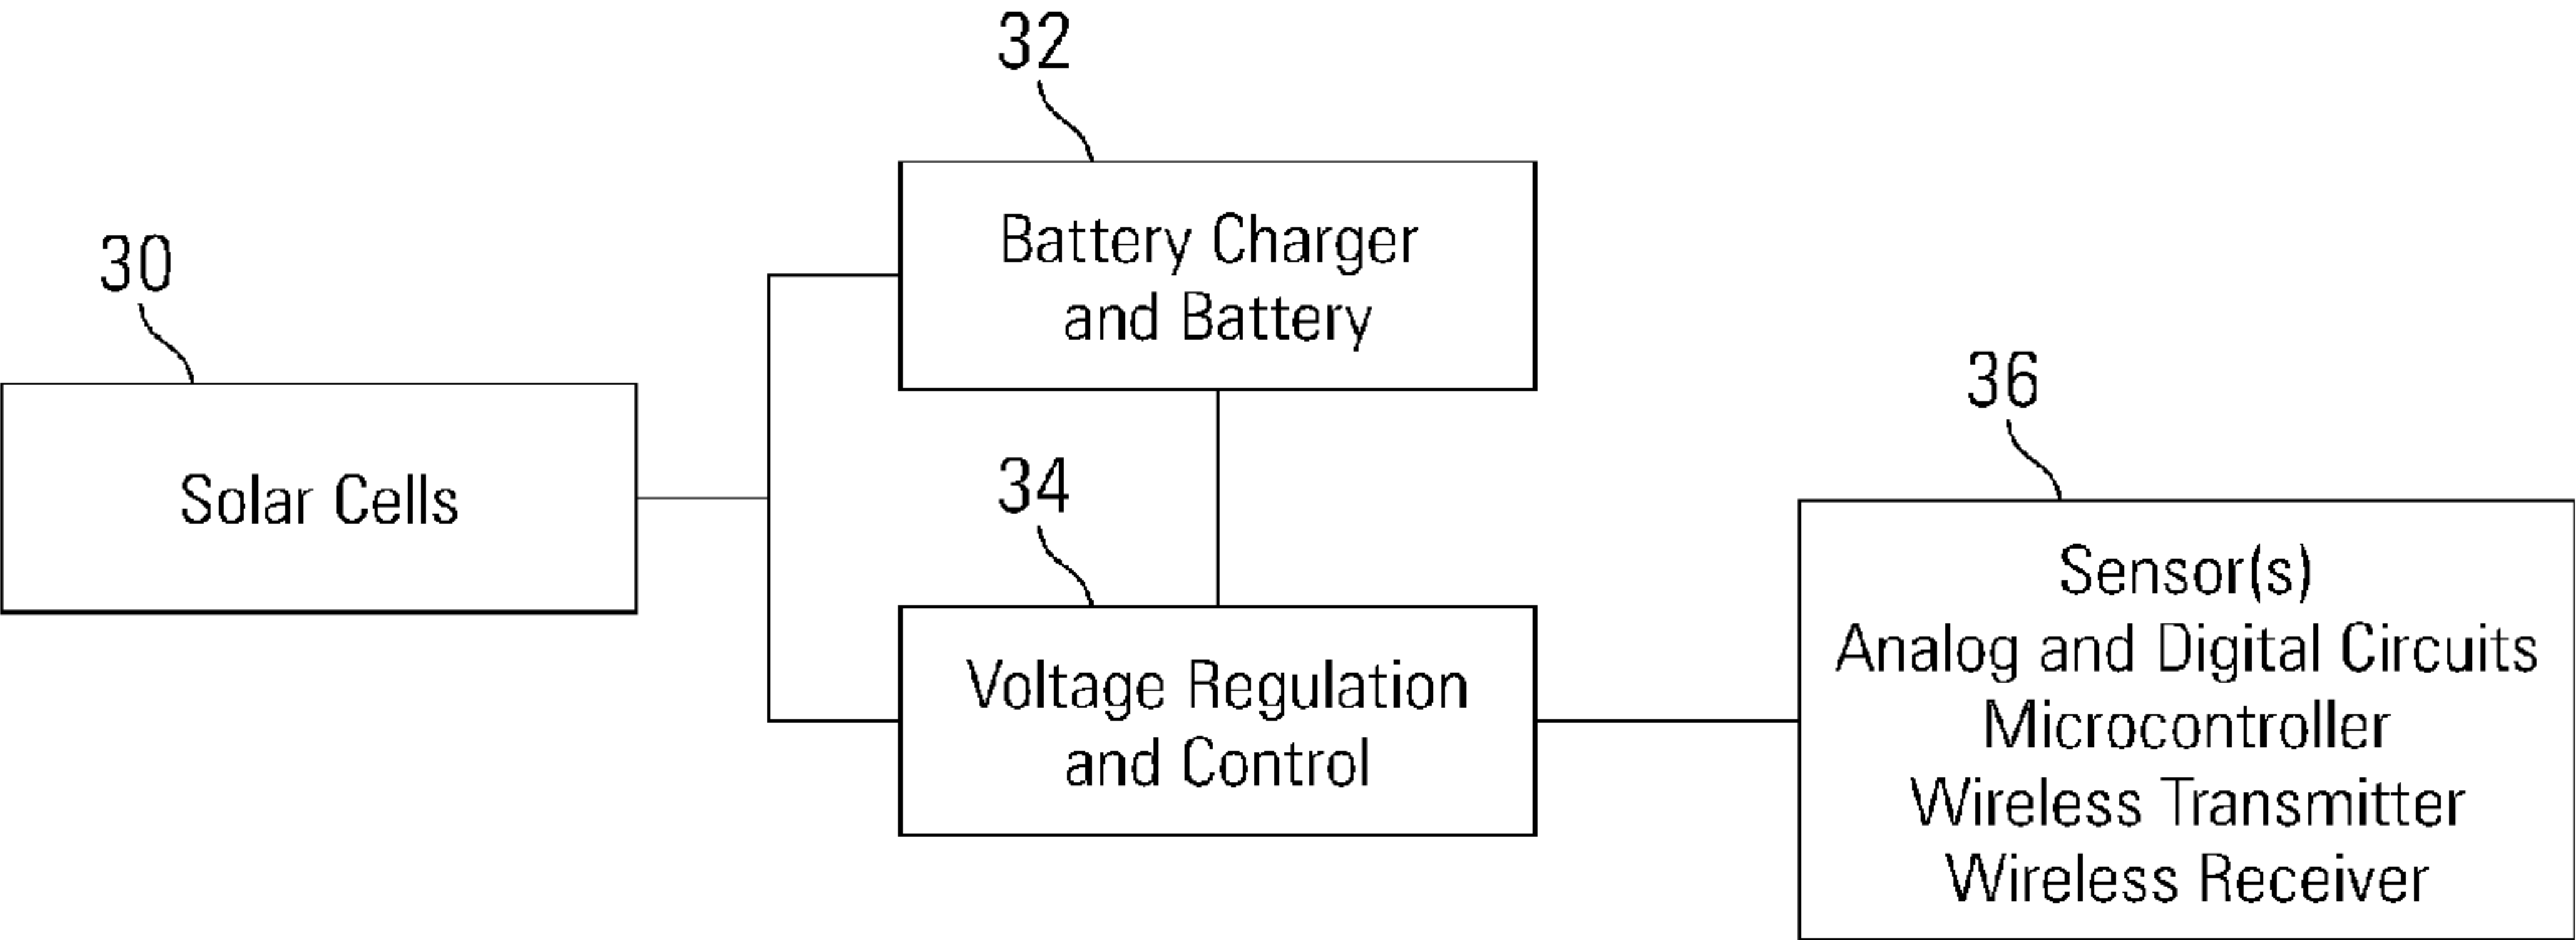 32
Battery Charger
and Battery
30
Solar Cells
34
Voltage Regulation
and Control
36
Sensor(s)
Analog and Digital Circuits
Microcontroller
Wireless Transmitter
Wireless Receiver